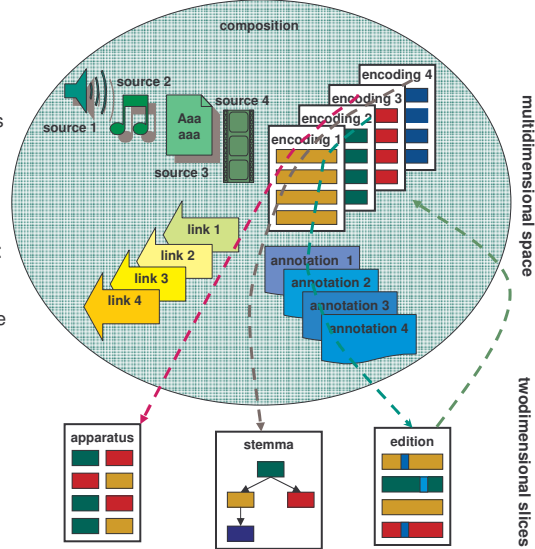 composition
source 1
source 2
Aaa
aaa
source 3
source 4
encoding 4
encoding 3
encoding 2
encoding 1
link 1
link 2
link 3
link 4
annotation 1
annotation 2
annotation 3
annotation 4
multidimensional space
apparatus
stemma
edition
twodimensional slices